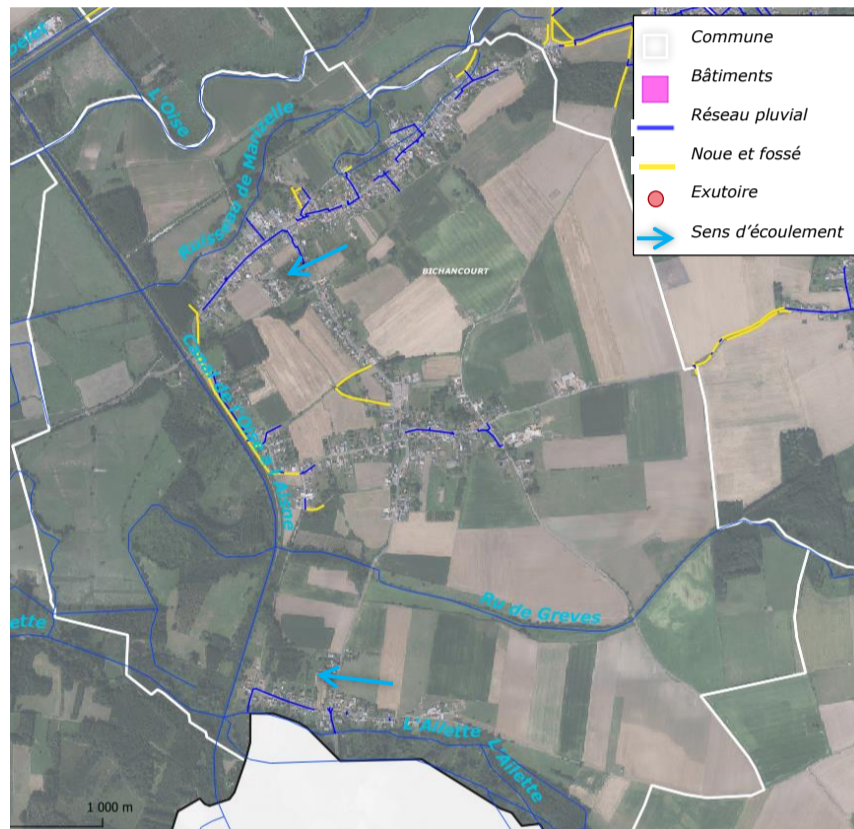 Commune
Bâtiments
Réseau pluvial
Noue et fossé
Exutoire
Sens d'écoulement
L'Oise
Ruisseau de Marizelle
BICHANCOURT
Canal de l'Oise à l'Aisne
Ru de Greves
ette
L'Ailette
L'Ailette
1 000 m